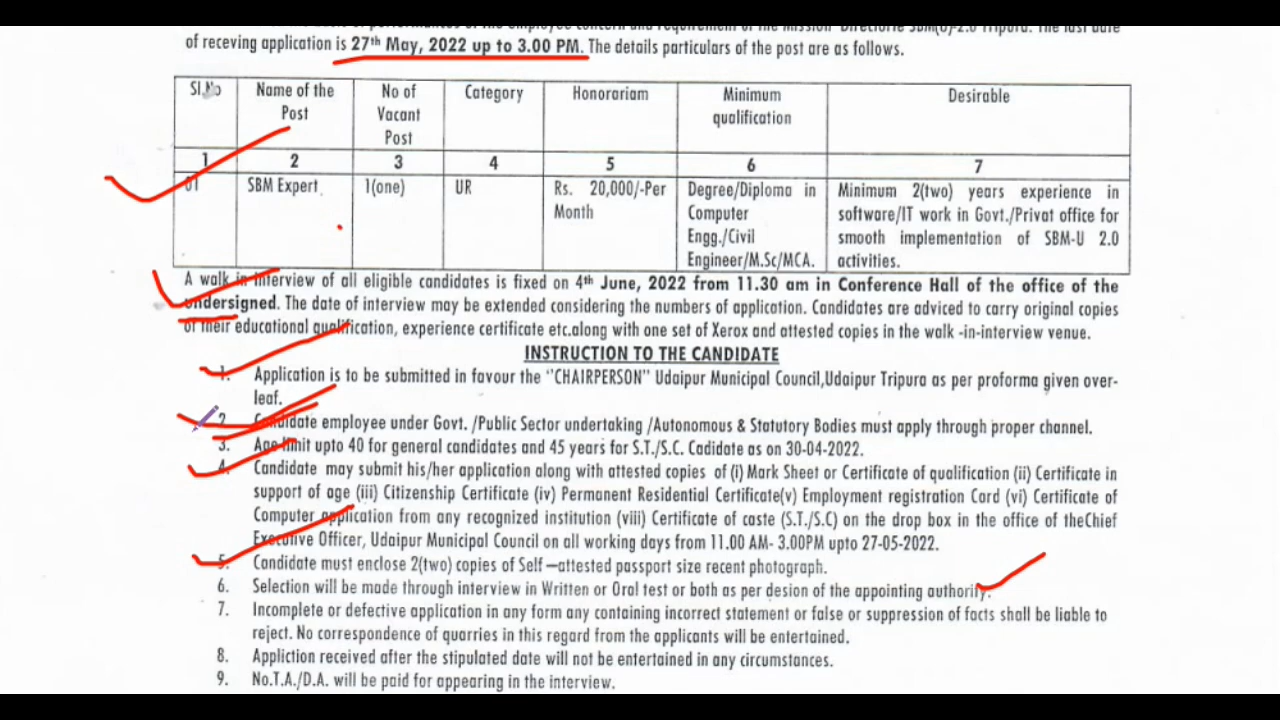 of receving application is 27th May, 2022 up to 3.00 PM. The details particulars of the post are as follows.
Sl.No
Name of the Post
No of Vacant Post
Category
Honorariam
Minimum qualification
Desirable
1 2 3 4 5 6 7
01
SBM Expert
1(one)
UR
Rs. 20,000/-Per Month
Degree/Diploma in Computer Engg./Civil Engineer/M.Sc/MCA.
Minimum 2(two) years experience in software/IT work in Govt./Privat office for smooth implementation of SBM-U 2.0 activities.
A walk in interview of all eligible candidates is fixed on 4th June, 2022 from 11.30 am in Conference Hall of the office of the
undersigned. The date of interview may be extended considering the numbers of application. Candidates are adviced to carry original copies
of their educational qualification, experience certificate etc.along with one set of Xerox and attested copies in the walk -in-interview venue.
INSTRUCTION TO THE CANDIDATE
1. Application is to be submitted in favour the "CHAIRPERSON" Udaipur Municipal Council,Udaipur Tripura as per proforma given over-
leaf.
2. Candidate employee under Govt. /Public Sector undertaking /Autonomous & Statutory Bodies must apply through proper channel.
3. Age limit upto 40 for general candidates and 45 years for S.T./S.C. Cadidate as on 30-04-2022.
4. Candidate may submit his/her application along with attested copies of (i) Mark Sheet or Certificate of qualification (ii) Certificate in
support of age (iii) Citizenship Certificate (iv) Permanent Residential Certificate(v) Employment registration Card (vi) Certificate of
Computer application from any recognized institution (viii) Certificate of caste (S.T./S.C) on the drop box in the office of theChief
Executive Officer, Udaipur Municipal Council on all working days from 11.00 AM- 3.00PM upto 27-05-2022.
5. Candidate must enclose 2(two) copies of Self –attested passport size recent photograph.
6. Selection will be made through interview in Written or Oral test or both as per desion of the appointing authority.
7. Incomplete or defective application in any form any containing incorrect statement or false or suppression of facts shall be liable to
reject. No correspondence of quarries in this regard from the applicants will be entertained.
8. Appliction received after the stipulated date will not be entertained in any circumstances.
9. No.T.A./D.A. will be paid for appearing in the interview.